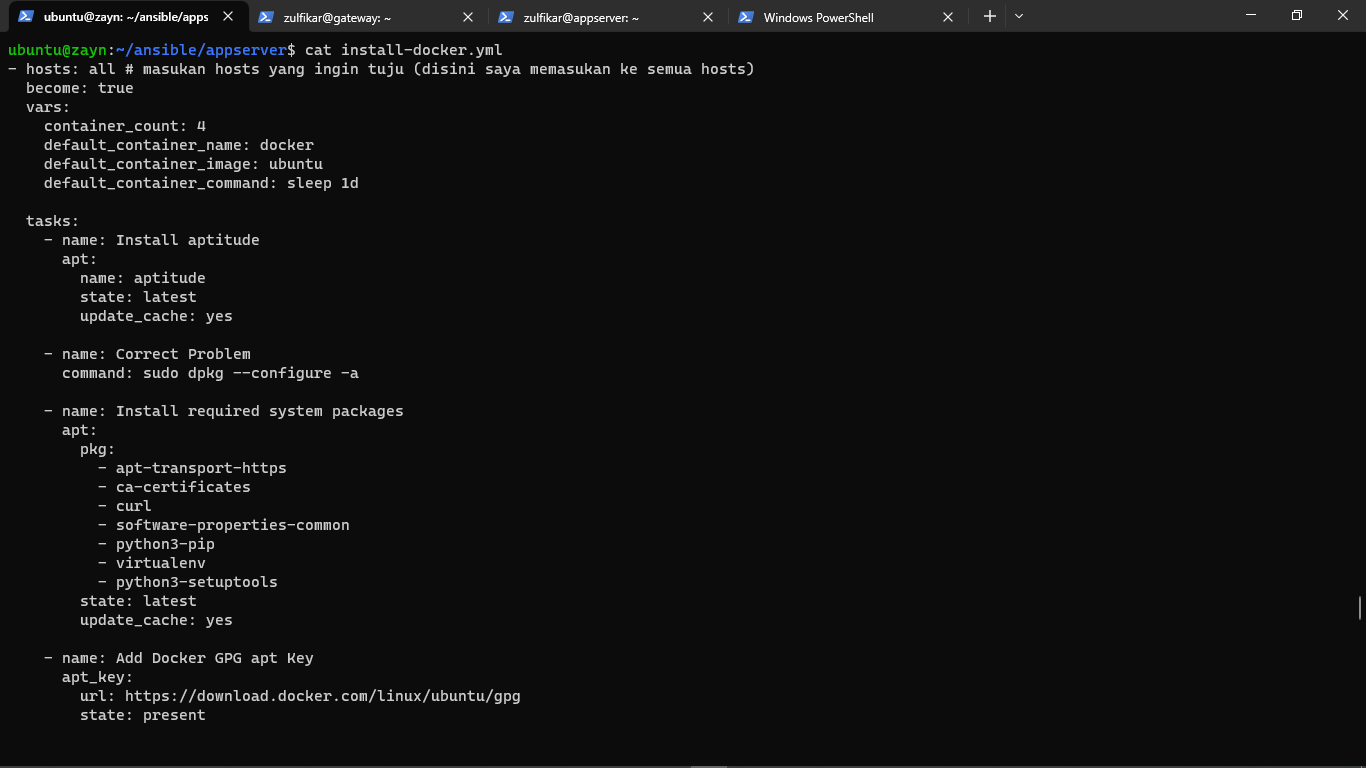 ubuntu@zayn: ~/ansible/apps
zulfikar@gateway: ~
zulfikar@appserver: ~
Windows PowerShell
ubuntu@zayn:~/ansible/appserver$ cat install-docker.yml
- hosts: all # masukan hosts yang ingin tuju (disini saya memasukan ke semua hosts)
  become: true
  vars:
    container_count: 4
    default_container_name: docker
    default_container_image: ubuntu
    default_container_command: sleep 1d

  tasks:
    - name: Install aptitude
      apt:
        name: aptitude
        state: latest
        update_cache: yes

    - name: Correct Problem
      command: sudo dpkg --configure -a

    - name: Install required system packages
      apt:
        pkg:
          - apt-transport-https
          - ca-certificates
          - curl
          - software-properties-common
          - python3-pip
          - virtualenv
          - python3-setuptools
        state: latest
        update_cache: yes

    - name: Add Docker GPG apt Key
      apt_key:
        url: https://download.docker.com/linux/ubuntu/gpg
        state: present